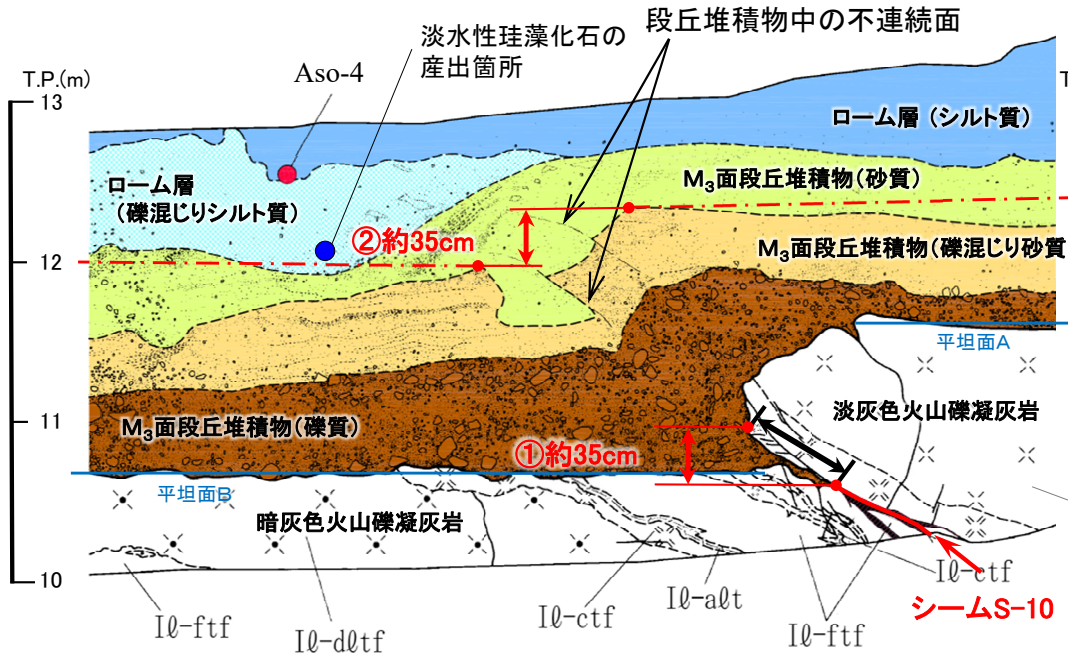 段丘堆積物中の不連続面
淡水性珪藻化石の
産出箇所
Aso-4
T.P.(m)
T
13
ローム層（シルト質）
ローム層
（礫混じりシルト質）
M₃面段丘堆積物（砂質）
②約35cm
M₃面段丘堆積物（礫混じり砂質
12
平坦面A
淡灰色火山礫凝灰岩
11
M₃面段丘堆積物（礫質）
①約35cm
平坦面B
暗灰色火山礫凝灰岩
10
Iℓ-ctf
Iℓ-aℓt
シームS-10
Iℓ-ctf
Iℓ-ftf
Iℓ-dℓtf
Iℓ-ftf